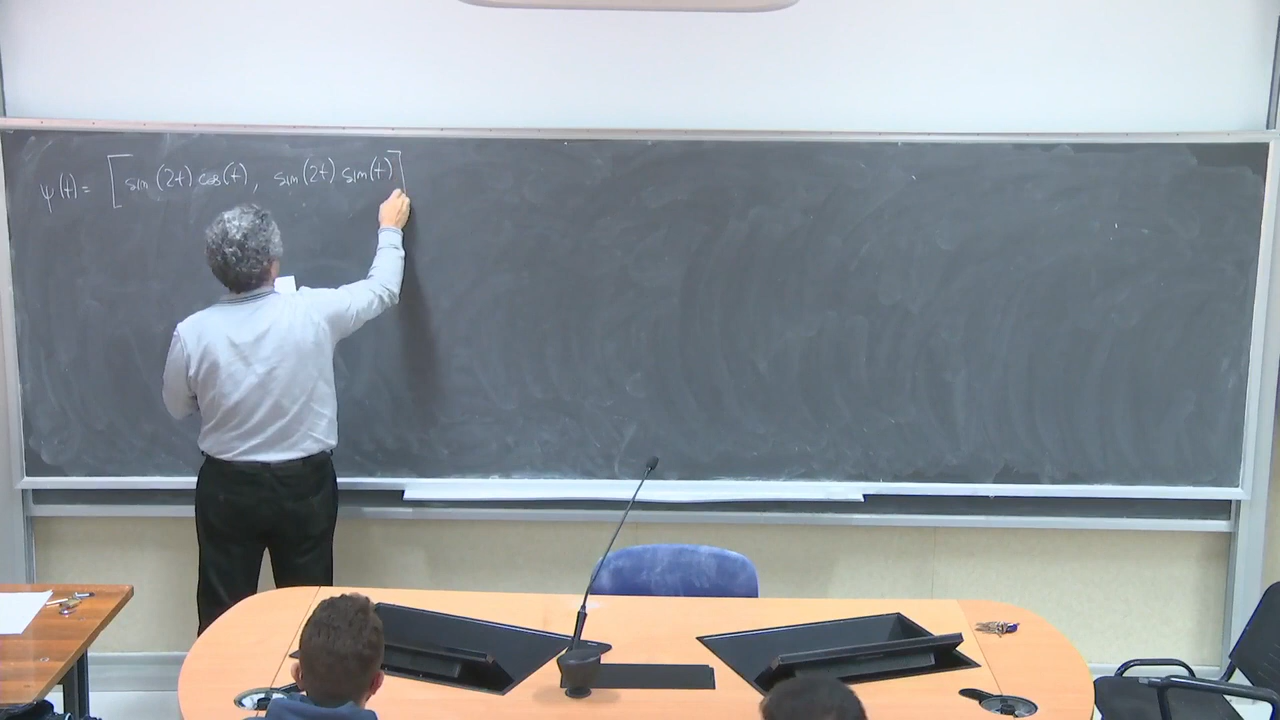 ψ(t) = [sin(2t) cos(t), sin(2t) sin(t)]